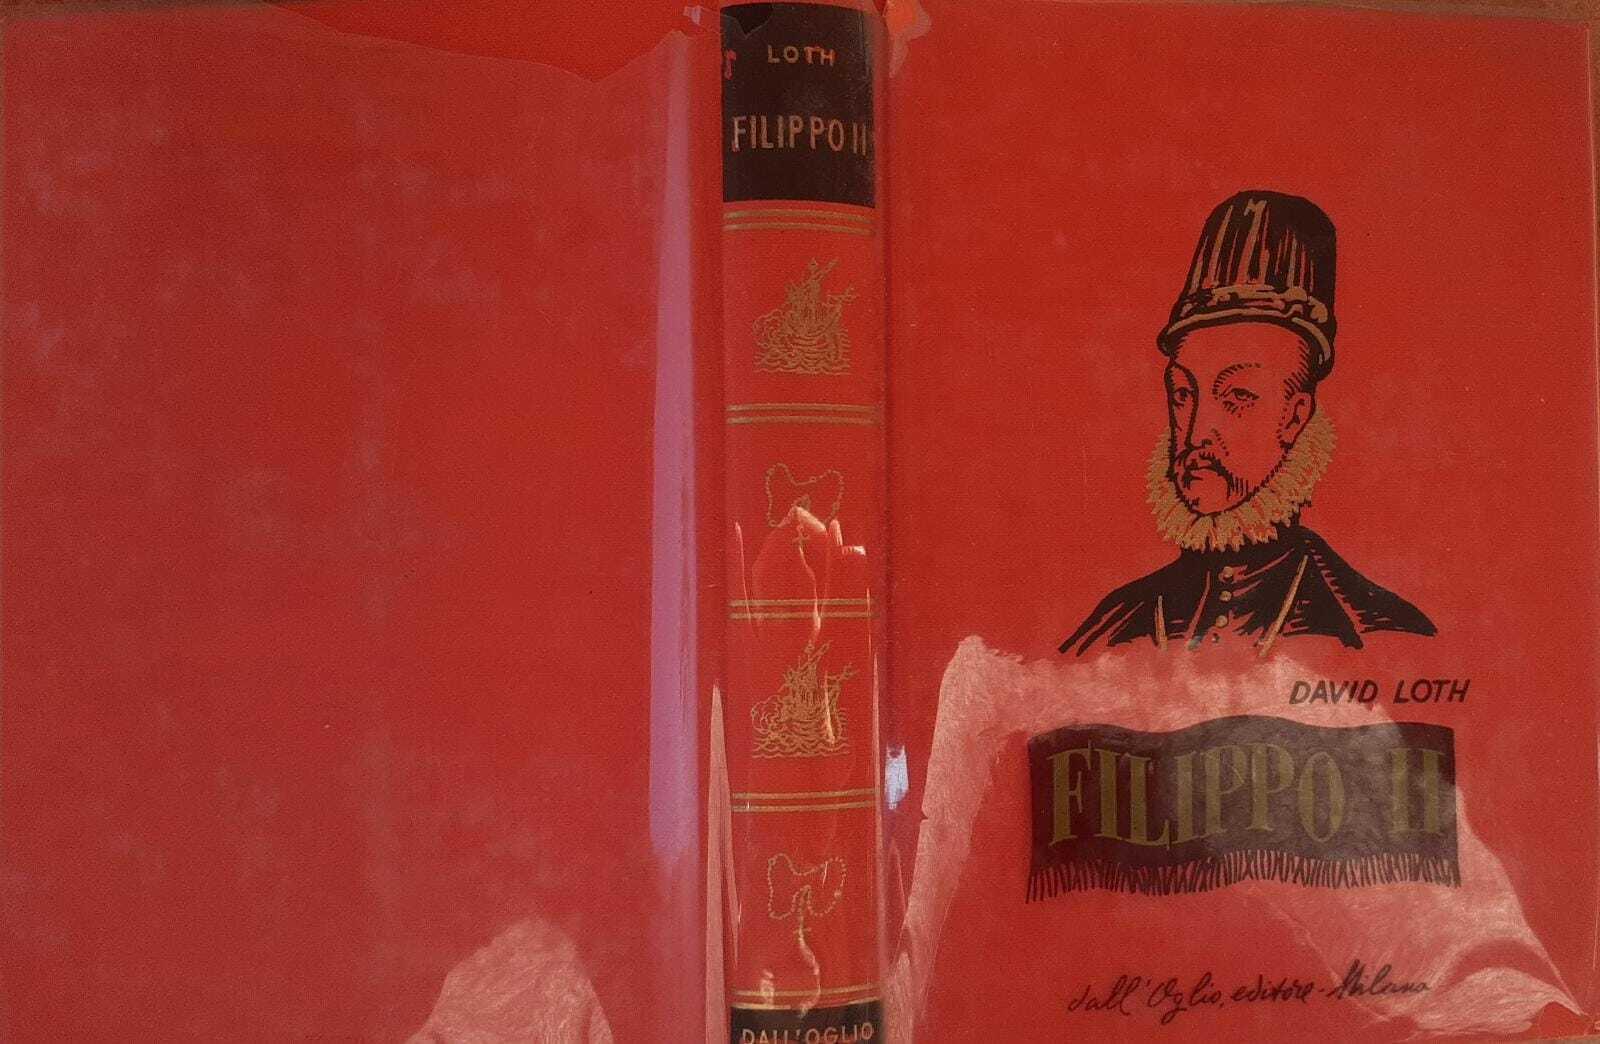 LOTH
FILIPPO II
DALL'OGLIO
DAVID LOTH
FILIPPO II
dall'Oglio, editore - Milano